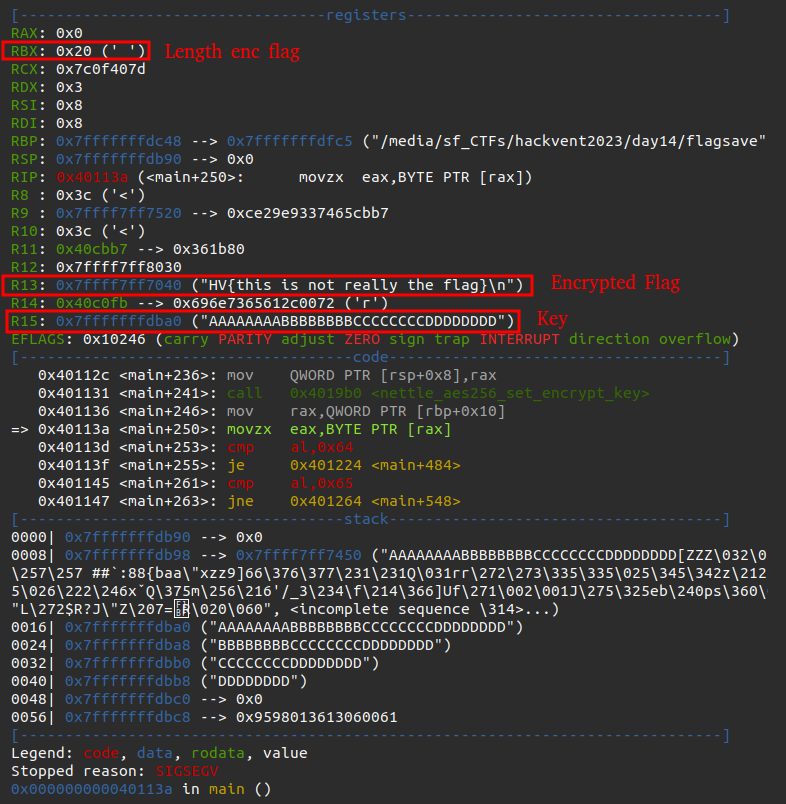 [----------------------------------registers-----------------------------------]
RAX: 0x0
RBX: 0x20 (' ') Length enc flag
RCX: 0x7c0f407d
RDX: 0x3
RSI: 0x8
RDI: 0x8
RBP: 0x7fffffffdc48 --> 0x7fffffffdfc5 ("/media/sf_CTFs/hackvent2023/day14/flagsave"
RSP: 0x7fffffffdb90 --> 0x0
RIP: 0x40113a (<main+250>: movzx eax,BYTE PTR [rax])
R8 : 0x3c ('<')
R9 : 0x7ffff7ff7520 --> 0xce29e9337465cbb7
R10: 0x3c ('<')
R11: 0x40cbb7 --> 0x361b80
R12: 0x7ffff7ff8030
R13: 0x7ffff7ff7040 ("HV{this is not really the flag}\n") Encrypted Flag
R14: 0x40c0fb --> 0x696e7365612c0072 ('r')
R15: 0x7fffffffdba0 ("AAAAAAAABBBBBBBBCCCCCCCCDDDDDDDD") Key
EFLAGS: 0x10246 (carry PARITY adjust ZERO sign trap INTERRUPT direction overflow)
[-------------------------------------code-------------------------------------]
0x40112c <main+236>: mov QWORD PTR [rsp+0x8],rax
0x401131 <main+241>: call 0x4019b0 <nettle_aes256_set_encrypt_key>
0x401136 <main+246>: mov rax,QWORD PTR [rbp+0x10]
=> 0x40113a <main+250>: movzx eax,BYTE PTR [rax]
0x40113d <main+253>: cmp al,0x64
0x40113f <main+255>: je 0x401224 <main+484>
0x401145 <main+261>: cmp al,0x65
0x401147 <main+263>: jne 0x401264 <main+548>
[------------------------------------stack-------------------------------------]
0000| 0x7fffffffdb90 --> 0x0
0008| 0x7fffffffdb98 --> 0x7ffff7ff7450 ("AAAAAAAABBBBBBBBCCCCCCCCDDDDDDDD[ZZZ\032\0
\257\257 ##`:88{baa\"xzz9]66\376\377\231\231Q\031rr\272\273\335\335\025\345\342z\212
5\026\222\246xˇQ\375m\256\216'/_3\234\f\214\366]Uf\271\002\001J\275\325eb\240ps\360\
"L\272$R?J\"Z\207=R\020\060", <incomplete sequence \314>...)
0016| 0x7fffffffdba0 ("AAAAAAAABBBBBBBBCCCCCCCCDDDDDDDD")
0024| 0x7fffffffdba8 ("BBBBBBBBCCCCCCCCDDDDDDDD")
0032| 0x7fffffffdbb0 ("CCCCCCCCDDDDDDDD")
0040| 0x7fffffffdbb8 ("DDDDDDDD")
0048| 0x7fffffffdbc0 --> 0x0
0056| 0x7fffffffdbc8 --> 0x9598013613060061
[------------------------------------------------------------------------------]
Legend: code, data, rodata, value
Stopped reason: SIGSEGV
0x000000000040113a in main ()